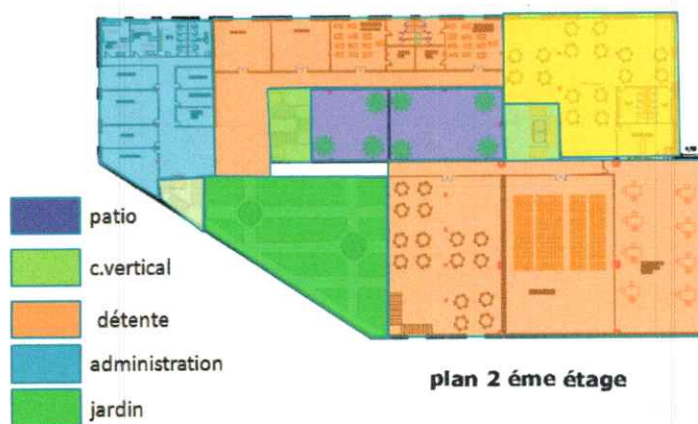 patio
c.vertical
détente
administration
jardin
plan 2 éme étage